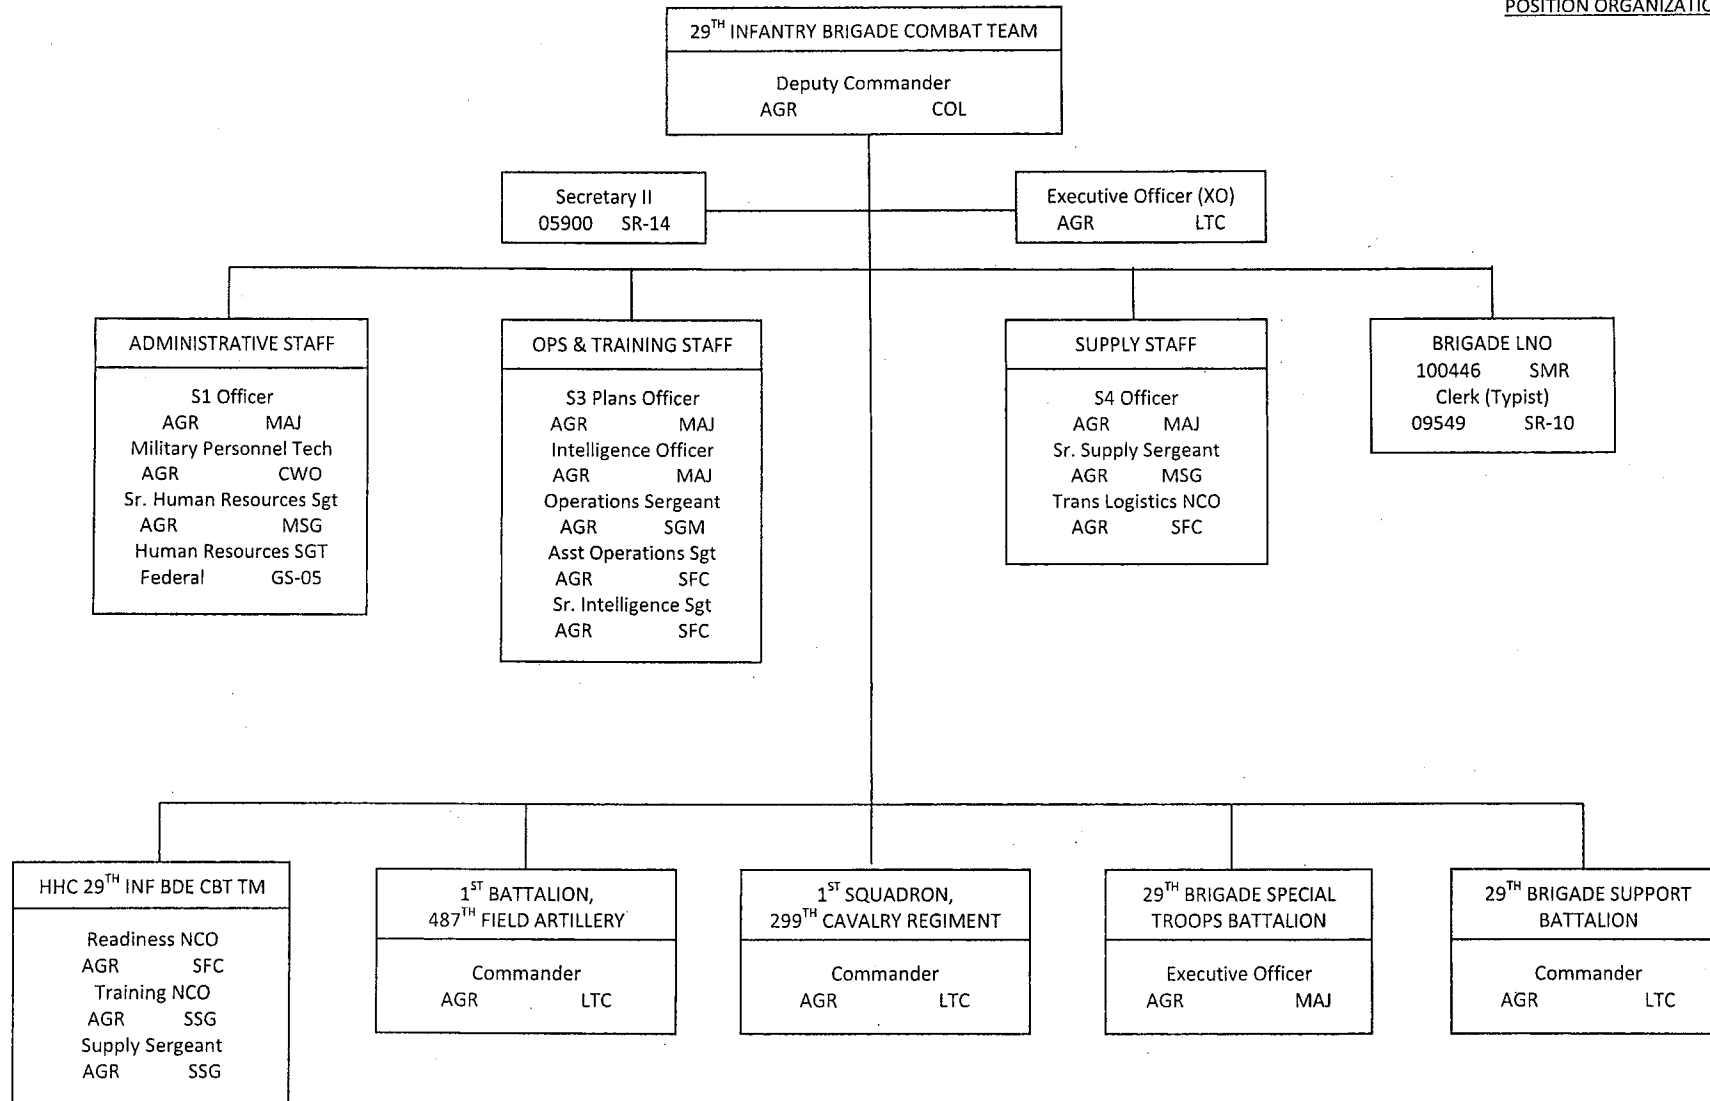 POSITION ORGANIZATIO
29TH INFANTRY BRIGADE COMBAT TEAM
Deputy Commander
AGR COL
Secretary II
05900 SR-14
Executive Officer (XO)
AGR LTC
ADMINISTRATIVE STAFF
S1 Officer
AGR MAJ
Military Personnel Tech
AGR CWO
Sr. Human Resources Sgt
AGR MSG
Human Resources SGT
Federal GS-05
OPS & TRAINING STAFF
S3 Plans Officer
AGR MAJ
Intelligence Officer
AGR MAJ
Operations Sergeant
AGR SGM
Asst Operations Sgt
AGR SFC
Sr. Intelligence Sgt
AGR SFC
SUPPLY STAFF
S4 Officer
AGR MAJ
Sr. Supply Sergeant
AGR MSG
Trans Logistics NCO
AGR SFC
BRIGADE LNO
100446 SMR
Clerk (Typist)
09549 SR-10
HHC 29TH INF BDE CBT TM
Readiness NCO
AGR SFC
Training NCO
AGR SSG
Supply Sergeant
AGR SSG
1ST BATTALION,
487TH FIELD ARTILLERY
Commander
AGR LTC
1ST SQUADRON,
299TH CAVALRY REGIMENT
Commander
AGR LTC
29TH BRIGADE SPECIAL
TROOPS BATTALION
Executive Officer
AGR MAJ
29TH BRIGADE SUPPORT
BATTALION
Commander
AGR LTC